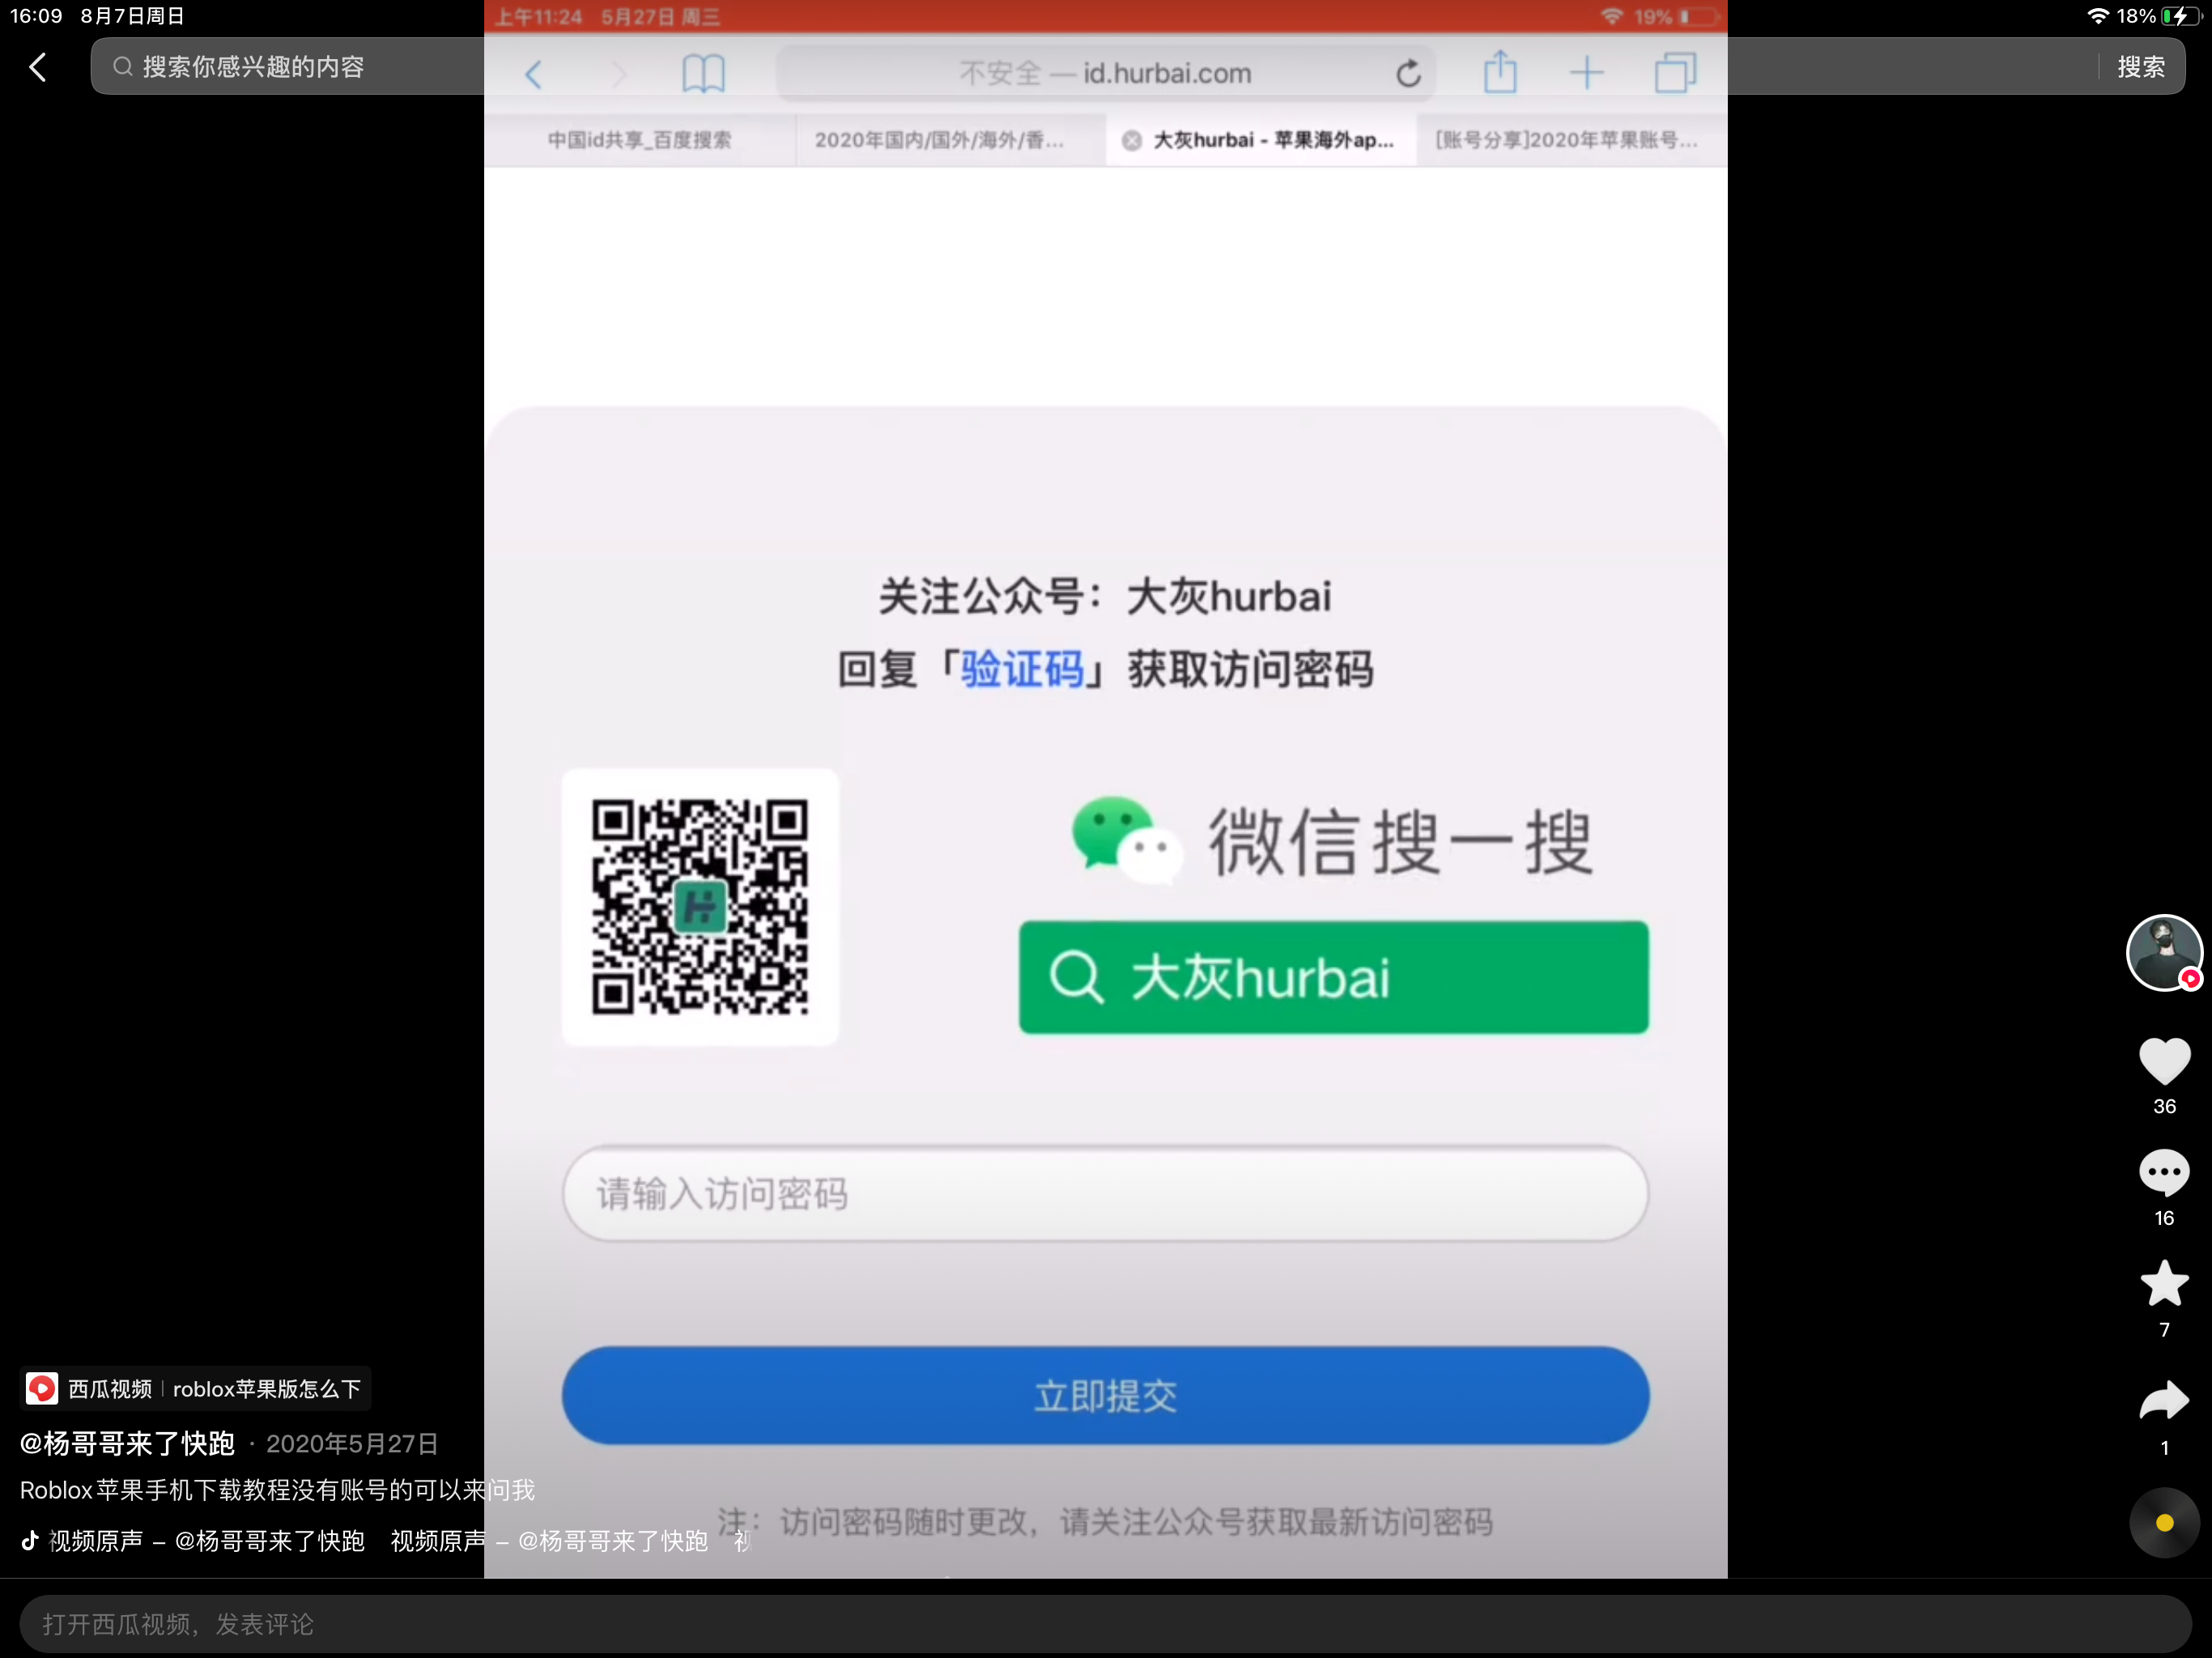 16:09 8月7日周日
18%
搜索你感兴趣的内容
搜索
上午11:24 5月27日 周三
19%
不安全 — id.hurbai.com
中国id共享_百度搜索
2020年国内/国外/海外/香...
大灰hurbai - 苹果海外ap...
[账号分享]2020年苹果账号...
关注公众号：大灰hurbai
回复「验证码」获取访问密码
微信搜一搜
大灰hurbai
请输入访问密码
立即提交
注：访问密码随时更改，请关注公众号获取最新访问密码
36
16
7
1
西瓜视频 | roblox苹果版怎么下
@杨哥哥来了快跑 · 2020年5月27日
Roblox苹果手机下载教程没有账号的可以来问我
视频原声 – @杨哥哥来了快跑 视频原声 – @杨哥哥来了快跑
打开西瓜视频，发表评论